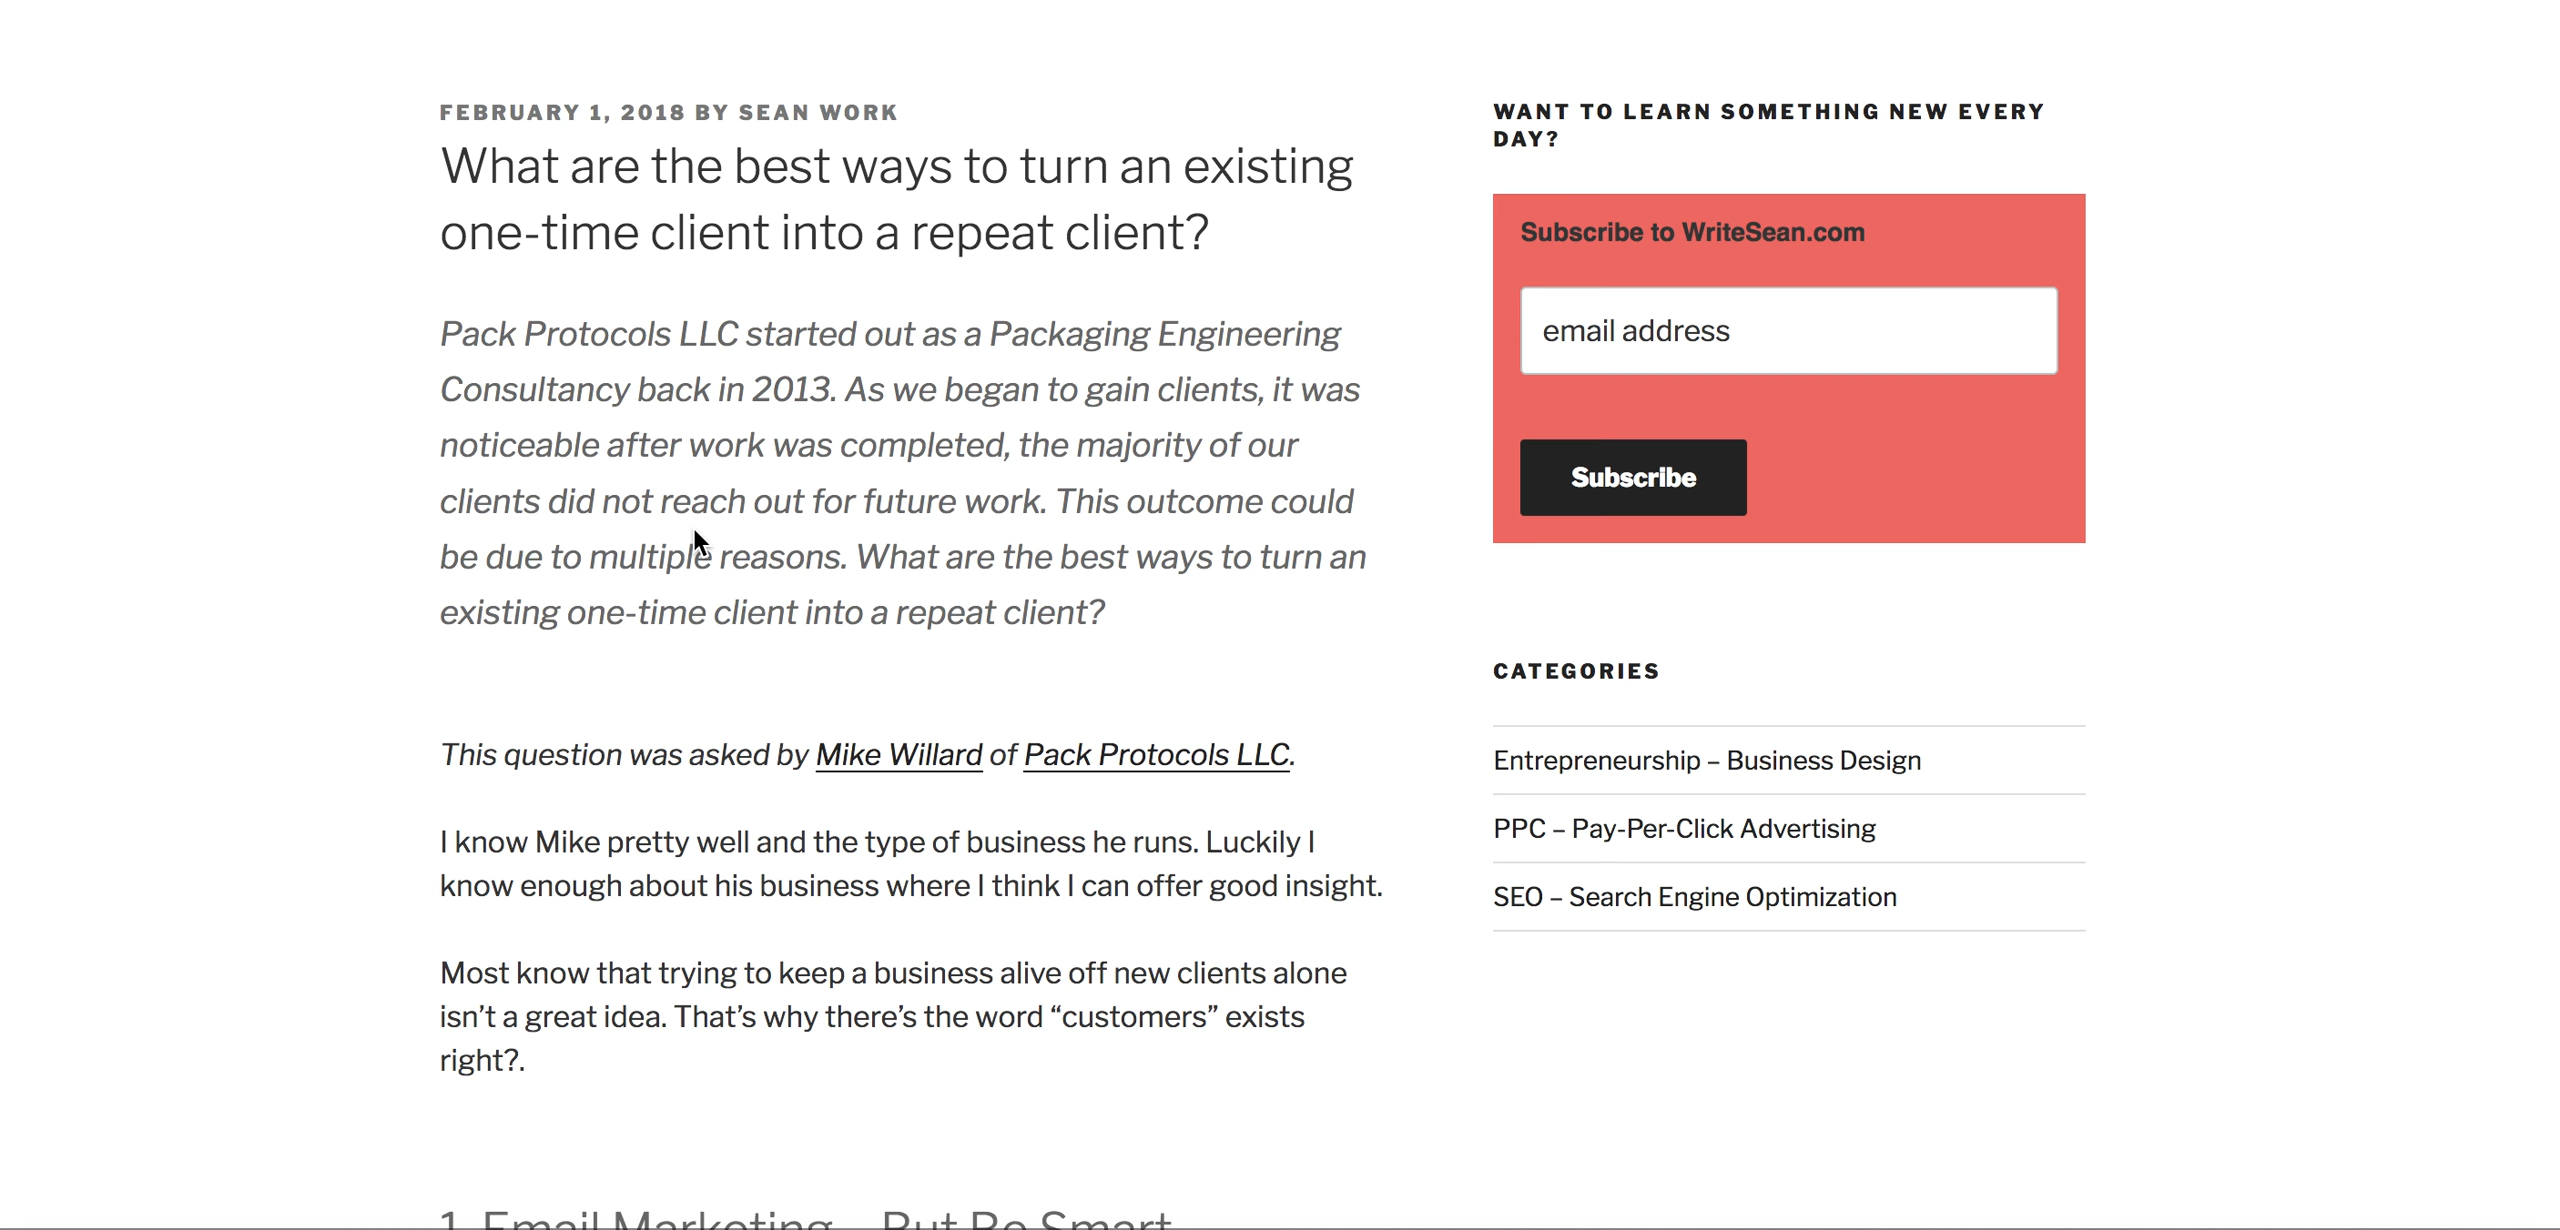 FEBRUARY 1, 2018 BY SEAN WORK
What are the best ways to turn an existing
one-time client into a repeat client?
Pack Protocols LLC started out as a Packaging Engineering
Consultancy back in 2013. As we began to gain clients, it was
noticeable after work was completed, the majority of our
clients did not reach out for future work. This outcome could
be due to multiple reasons. What are the best ways to turn an
existing one-time client into a repeat client?
This question was asked by Mike Willard of Pack Protocols LLC.
I know Mike pretty well and the type of business he runs. Luckily I
know enough about his business where I think I can offer good insight.
Most know that trying to keep a business alive off new clients alone
isn’t a great idea. That’s why there’s the word “customers” exists
right?.
1. Email Marketing – But Be Smart
WANT TO LEARN SOMETHING NEW EVERY
DAY?
Subscribe to WriteSean.com
email address
Subscribe
CATEGORIES
Entrepreneurship – Business Design
PPC – Pay-Per-Click Advertising
SEO – Search Engine Optimization